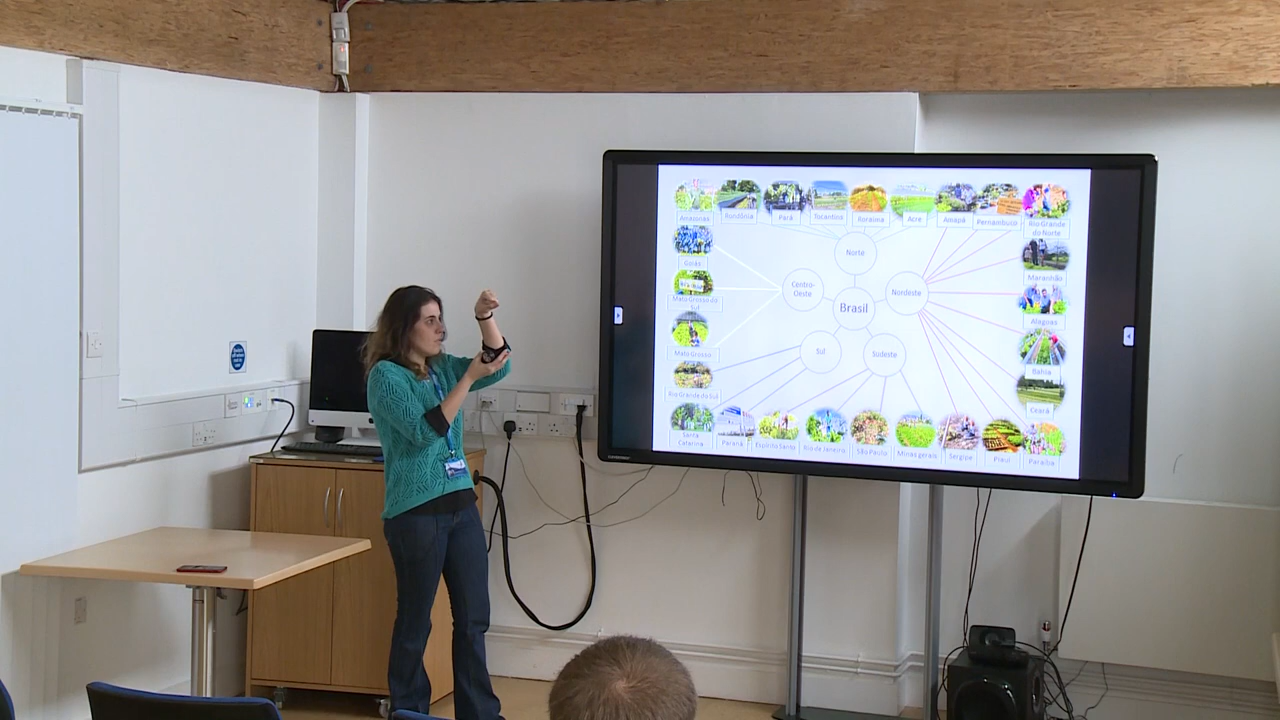 Amazonas
Rondônia
Pará
Tocantins
Roraima
Acre
Amapá
Pernambuco
Rio Grande
do Norte
Norte
Goiás
Maranhão
Centro-
Oeste
Nordeste
Mato Grosso do
Sul
Brasil
Alagoas
Mato Grosso
Sul
Sudeste
Bahia
Rio Grande do Sul
Ceará
Santa
Catarina
Paraná
Espírito Santo
Rio de Janeiro
São Paulo
Minas gerais
Sergipe
Piauí
Paraíba